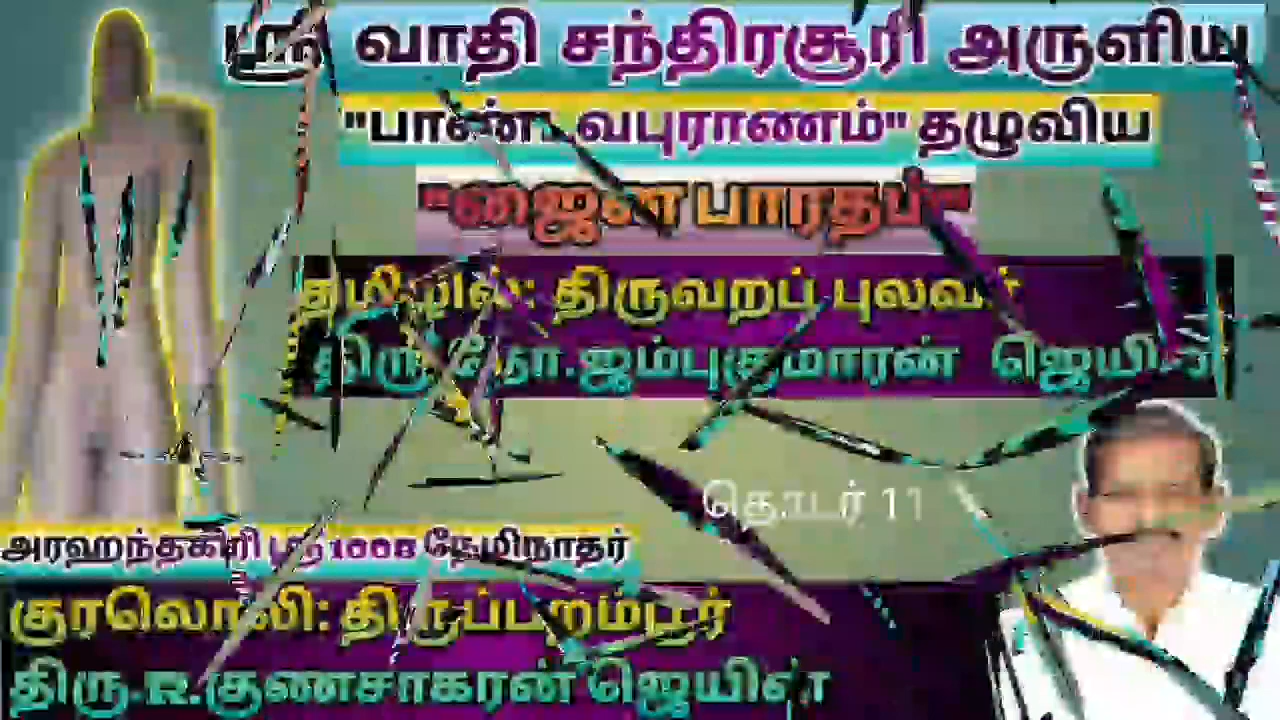 ஸ்ரீ வாதி சந்திரசூரி அருளிய
"பாண்டவபுராணம்" தழுவிய
"ஜைன பாரதம்"
தமிழில்: திருவறப் புலவர்
திரு.தோ.ஜம்புகுமாரன் ஜெயின்
தொடர் 11
அரஹந்தகிரி ஸ்ரீ 1008 நேமிநாதர்
குரலொலி: திருப்பறம்பூர்
திரு.R.குணசாகரன் ஜெயின்